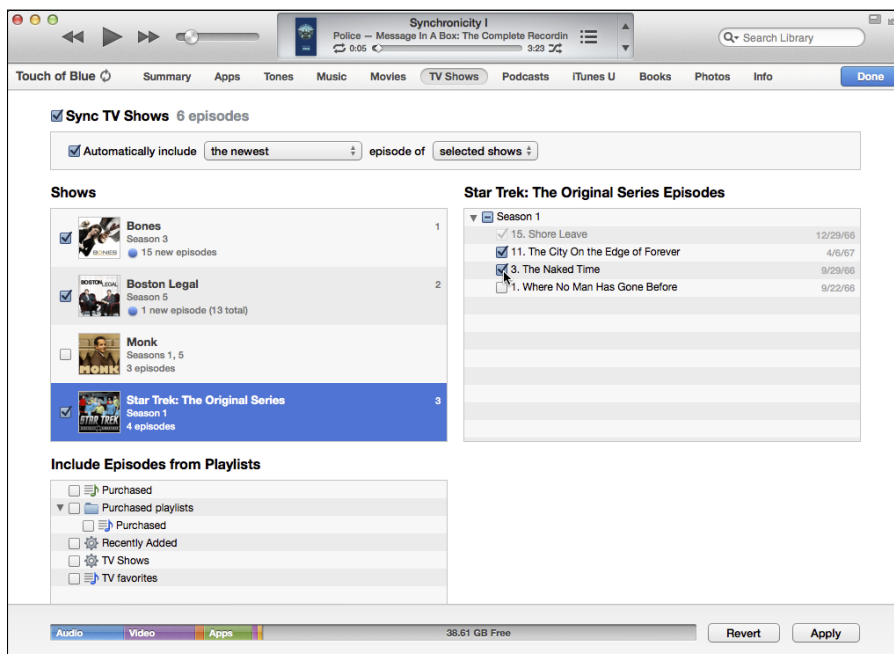 Synchronicity I
Police — Message In A Box: The Complete Recordin
0:05 3:23
Search Library
Touch of Blue Summary Apps Tones Music Movies TV Shows Podcasts iTunes U Books Photos Info Done
Sync TV Shows 6 episodes
Automatically include the newest episode of selected shows
Shows
Bones 1
Season 3
15 new episodes
BONES
Boston Legal 2
Season 5
1 new episode (13 total)
BOSTON LEGAL
Monk
Seasons 1, 5
3 episodes
MONK
Star Trek: The Original Series 3
Season 1
4 episodes
STAR TREK
Star Trek: The Original Series Episodes
Season 1
15. Shore Leave 12/29/66
11. The City On the Edge of Forever 4/6/67
3. The Naked Time 9/29/66
1. Where No Man Has Gone Before 9/22/66
Include Episodes from Playlists
Purchased
Purchased playlists
Purchased
Recently Added
TV Shows
TV favorites
Audio Video Apps 38.61 GB Free Revert Apply